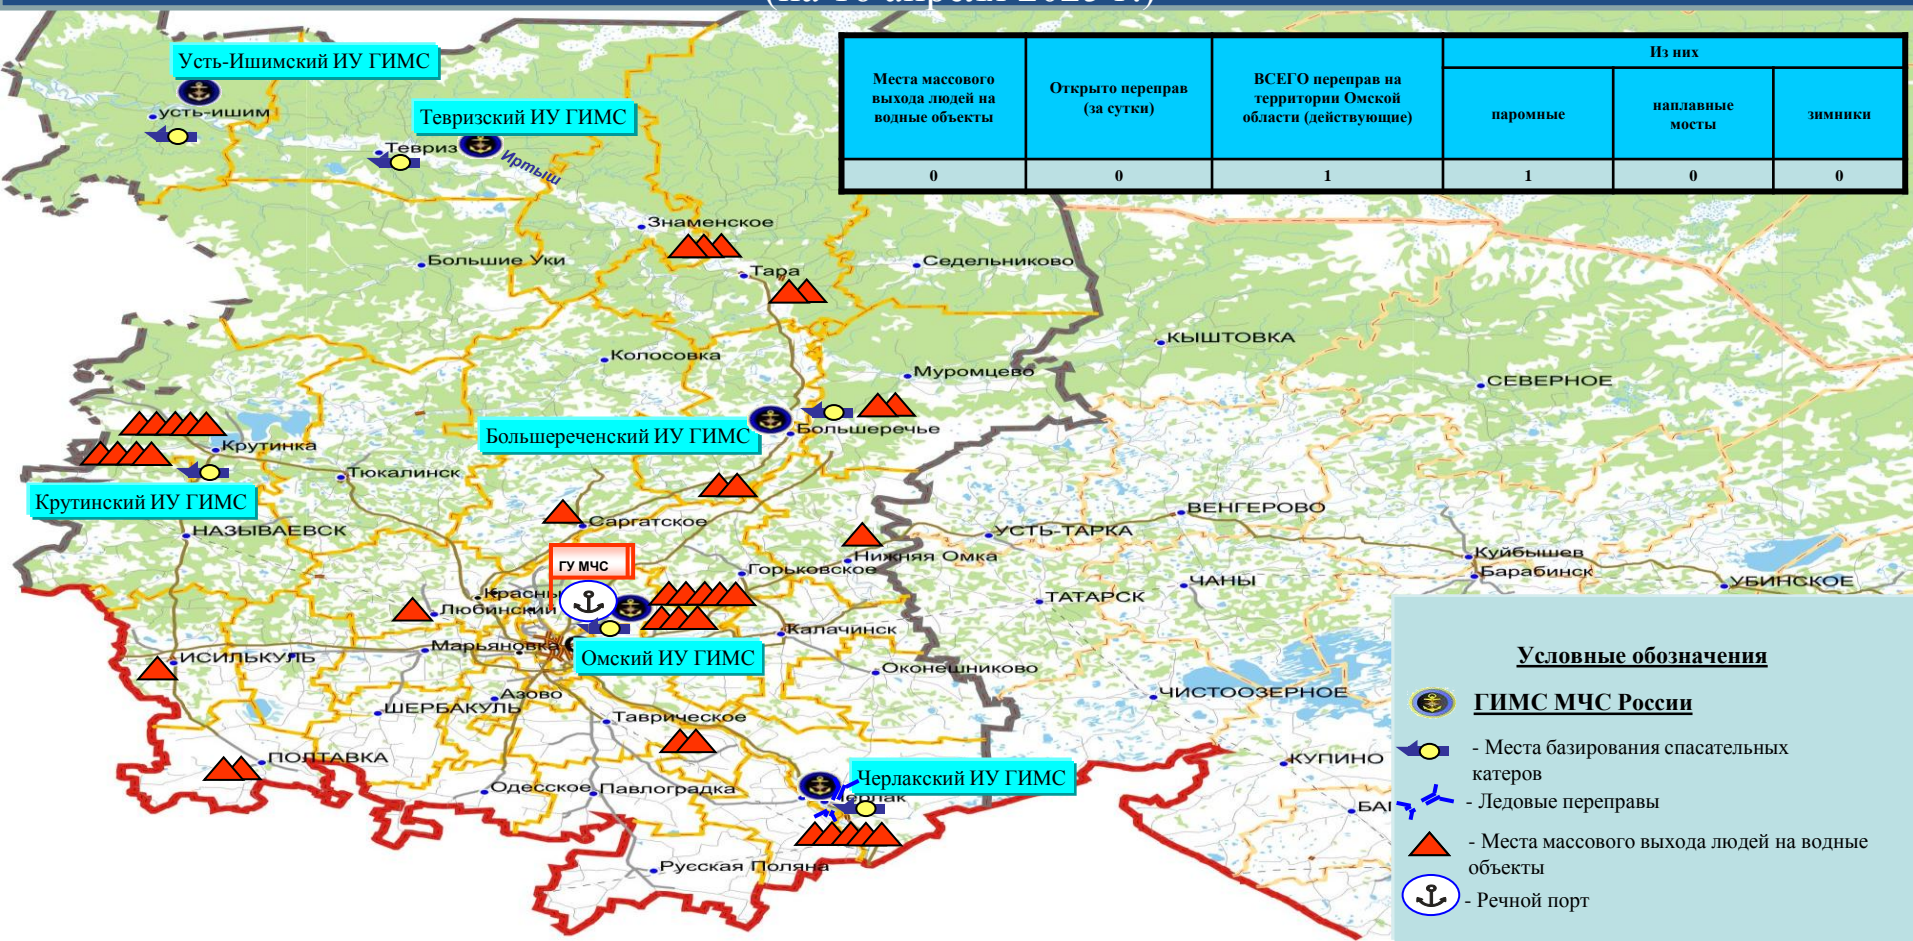 Усть-Ишимский ИУ ГИМС
усть-ишим
Тевризский ИУ ГИМС
Тевриз
Иртыш
Места массового
выхода людей на
водные объекты
Открыто переправ
(за сутки)
ВСЕГО переправ на
территории Омской
области (действующие)
Из них
паромные
наплавные
мосты
зимники
0
0
1
1
0
0
Знаменское
Большие Уки
Тара
Седельниково
Колосовка
КЫШТОВКА
Муромцево
СЕВЕРНОЕ
Большереченский ИУ ГИМС
Большеречье
Крутинка
Тюкалинск
Крутинский ИУ ГИМС
НАЗЫВАЕВСК
Саргатское
ВЕНГЕРОВО
УСТЬ-ТАРКА
Нижняя Омка
Куйбышев
ГУ МЧС
Горьковское
Барабинск
ЧАНЫ
УБИНСКОЕ
Красны
Любинский
ТАТАРСК
Калачинск
Марьяновка
Омский ИУ ГИМС
ИСИЛЬКУЛЬ
Оконешниково
Азово
ЧИСТООЗЕРНОЕ
ШЕРБАКУЛЬ
Таврическое
ПОЛТАВКА
КУПИНО
Черлакский ИУ ГИМС
Одесское
Павлоградка
Русская Поляна
Условные обозначения
ГИМС МЧС России
- Места базирования спасательных
катеров
- Ледовые переправы
- Места массового выхода людей на водные
объекты
- Речной порт